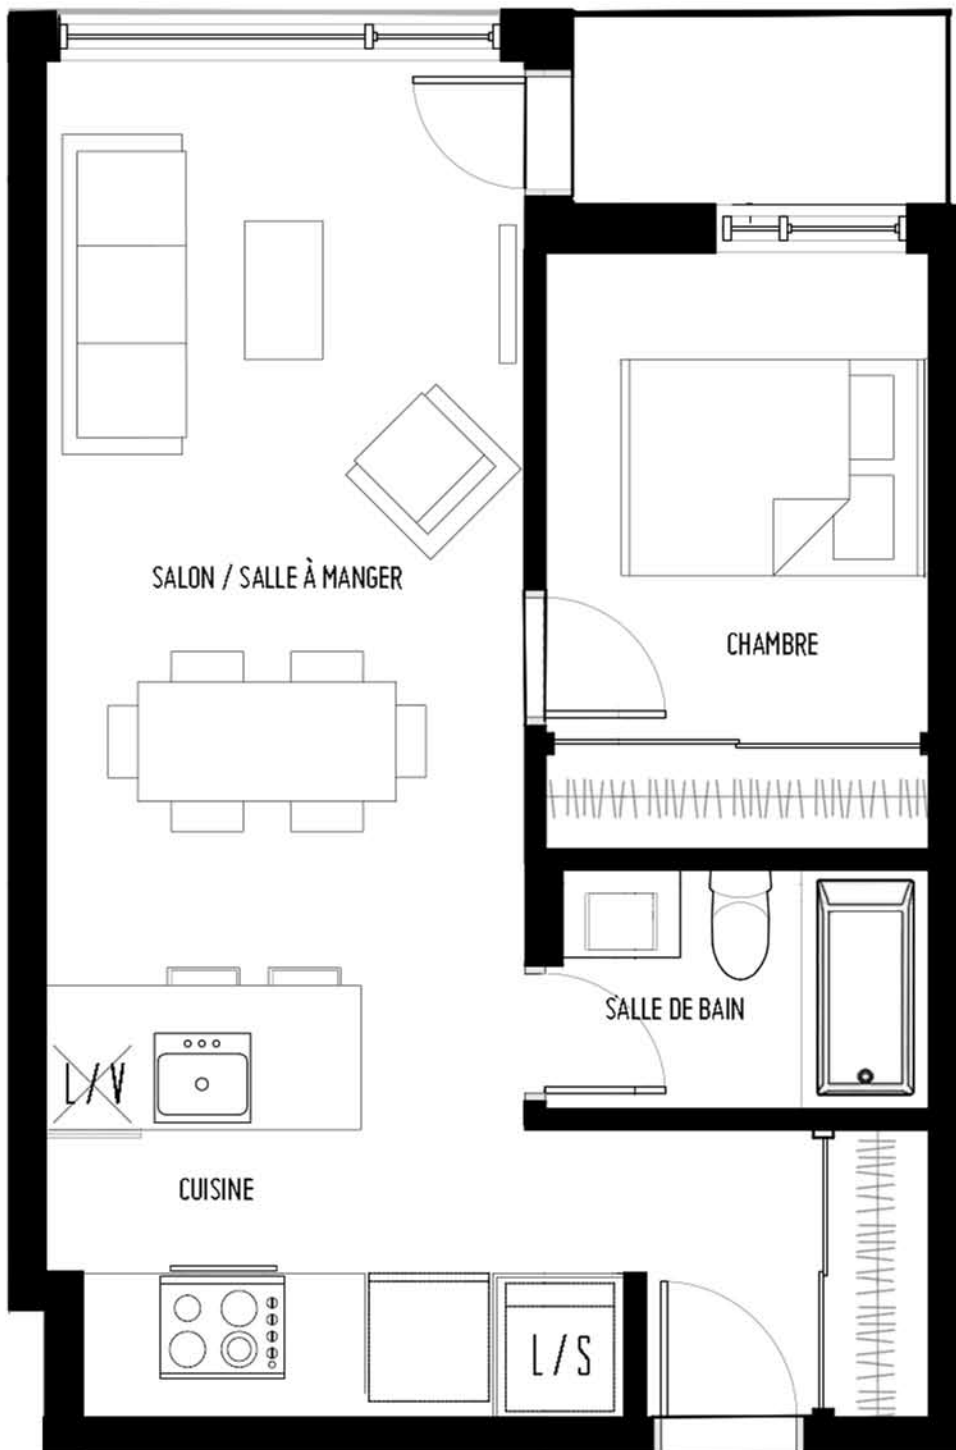 SALON / SALLE À MANGER
CHAMBRE
SALLE DE BAIN
L / V
CUISINE
L / S